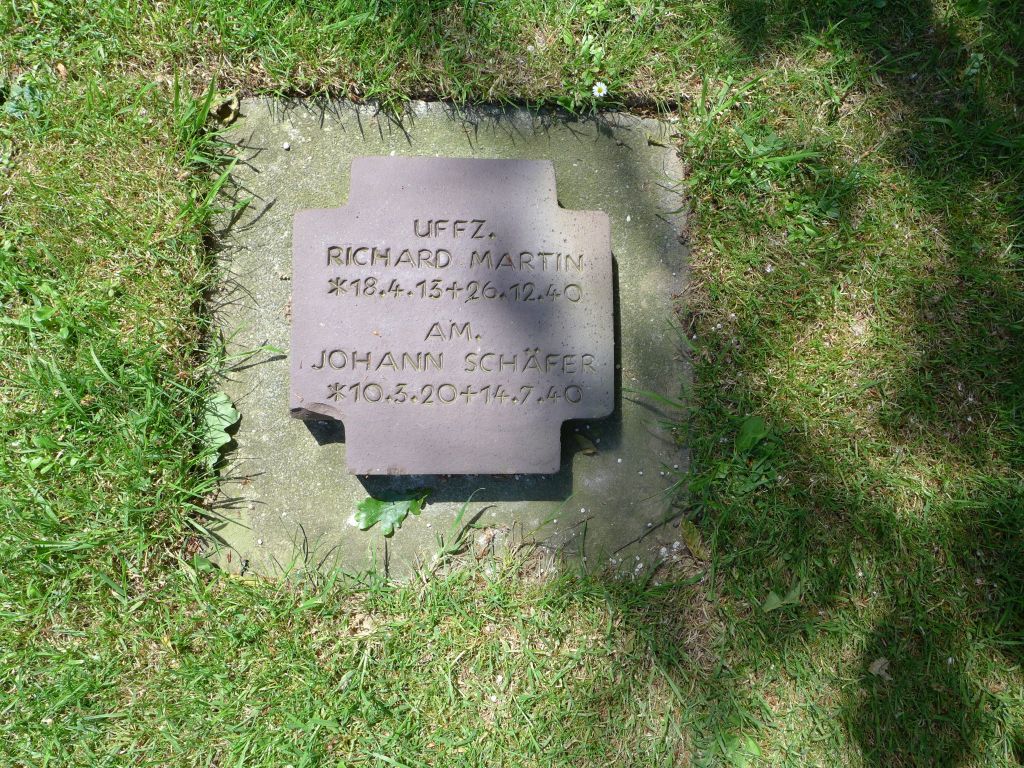 UFFZ.
RICHARD MARTIN
*18.4.13+26.12.40
AM.
JOHANN SCHÄFER
*10.3.20+14.7.40